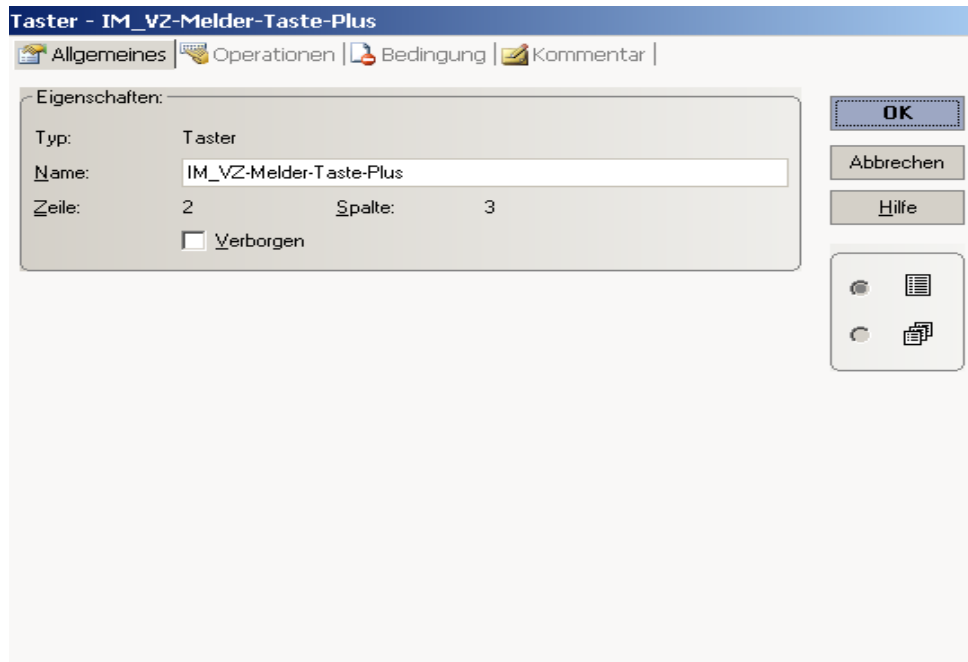 Taster - IM_VZ-Melder-Taste-Plus
Allgemeines Operationen Bedingung Kommentar
Eigenschaften:
Typ: Taster
Name: IM_VZ-Melder-Taste-Plus
Zeile: 2 Spalte: 3
Verborgen
OK
Abbrechen
Hilfe